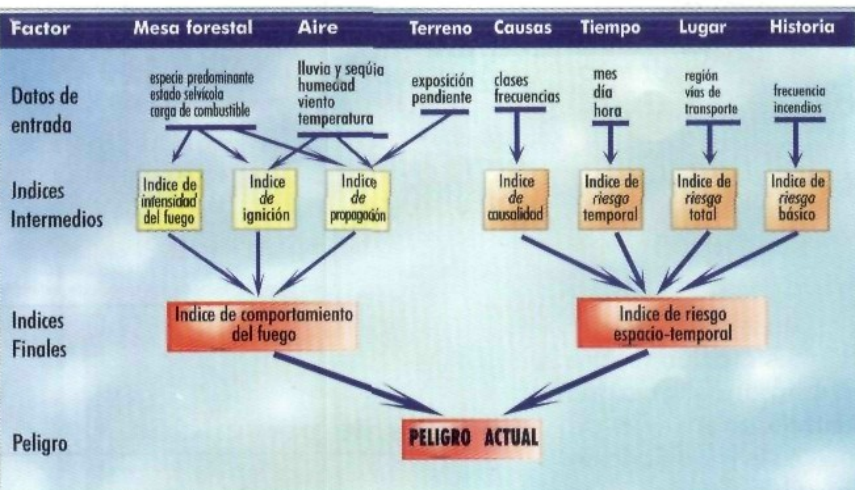 Factor Mesa forestal Aire Terreno Causas Tiempo Lugar Historia
Datos de
entrada
especie predominante
estado selvícola
carga de combustible
lluvia y seqúia
humedad
viento
temperatura
exposición
pendiente
clases
frecuencias
mes
día
hora
región
vías de
transporte
frecuencia
incendios
Indices
Intermedios
Indice de
intensidad
del fuego
Indice
de
ignición
Indice
de
propagación
Indice
de
causalidad
Indice de
riesgo
temporal
Indice de
riesgo
total
Indice de
riesgo
básico
Indices
Finales
Indice de comportamiento
del fuego
Indice de riesgo
espacio-temporal
Peligro
PELIGRO ACTUAL